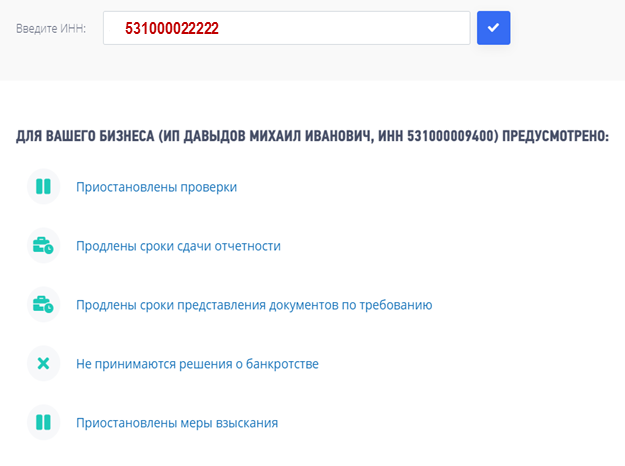 Введите ИНН:
531000022222
ДЛЯ ВАШЕГО БИЗНЕСА (ИП ДАВЫДОВ МИХАИЛ ИВАНОВИЧ, ИНН 531000009400) ПРЕДУСМОТРЕНО:
Приостановлены проверки
Продлены сроки сдачи отчетности
Продлены сроки представления документов по требованию
Не принимаются решения о банкротстве
Приостановлены меры взыскания